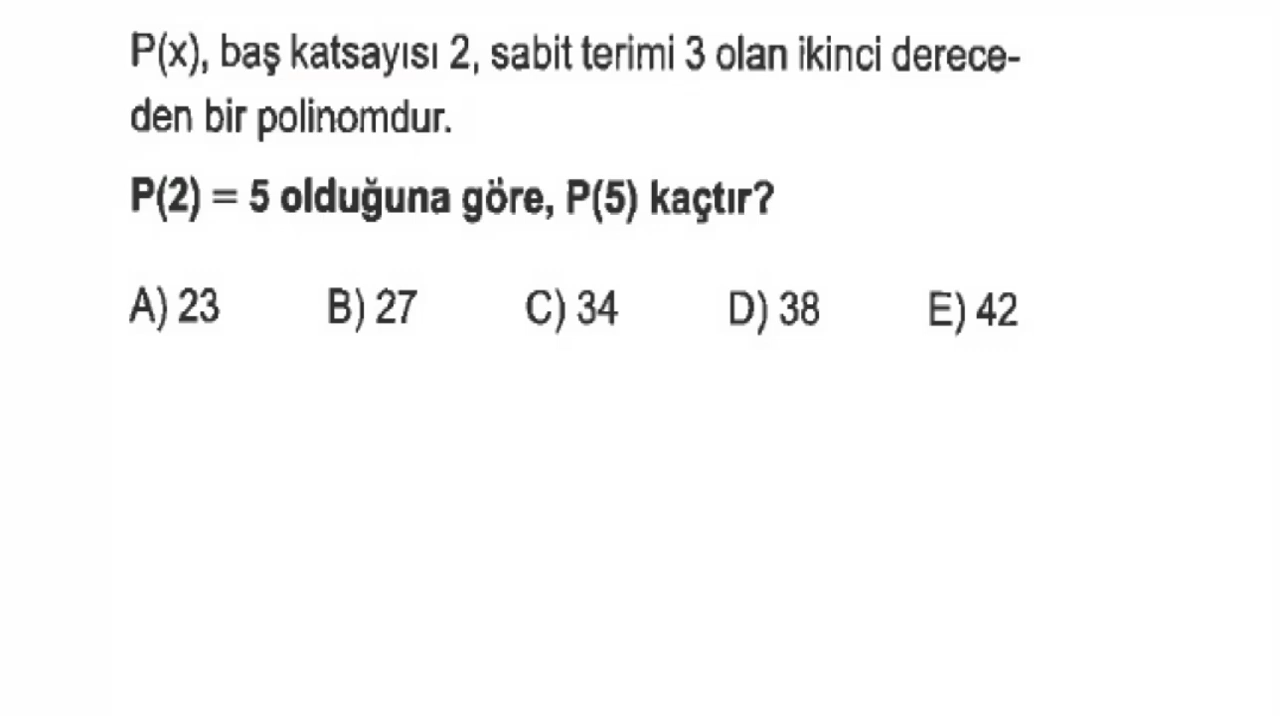 P(x), baş katsayısı 2, sabit terimi 3 olan ikinci derece-
den bir polinomdur.
P(2) = 5 olduğuna göre, P(5) kaçtır?
A) 23 B) 27 C) 34 D) 38 E) 42